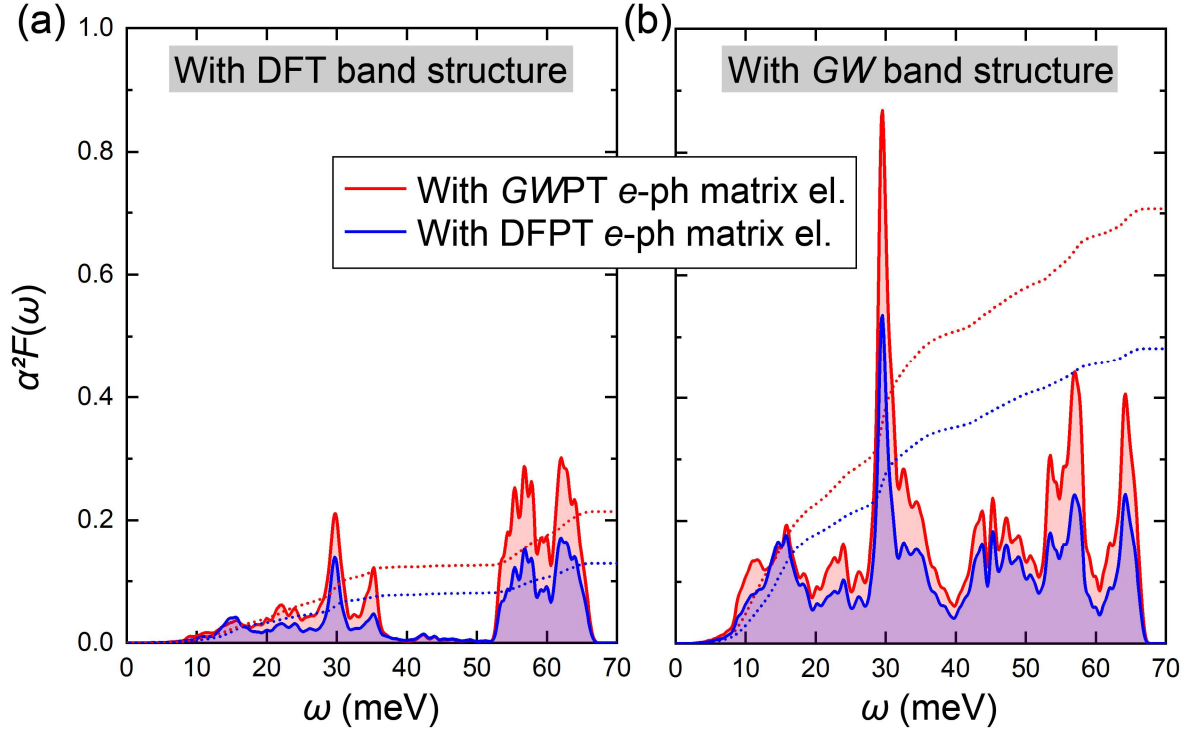 (a)
With DFT band structure
(b)
With GW band structure
With GWPT e-ph matrix el.
With DFPT e-ph matrix el.
α²F(ω)
1.0
0.8
0.6
0.4
0.2
0.0
0 10 20 30 40 50 60 70
0 10 20 30 40 50 60 70
ω (meV)
ω (meV)